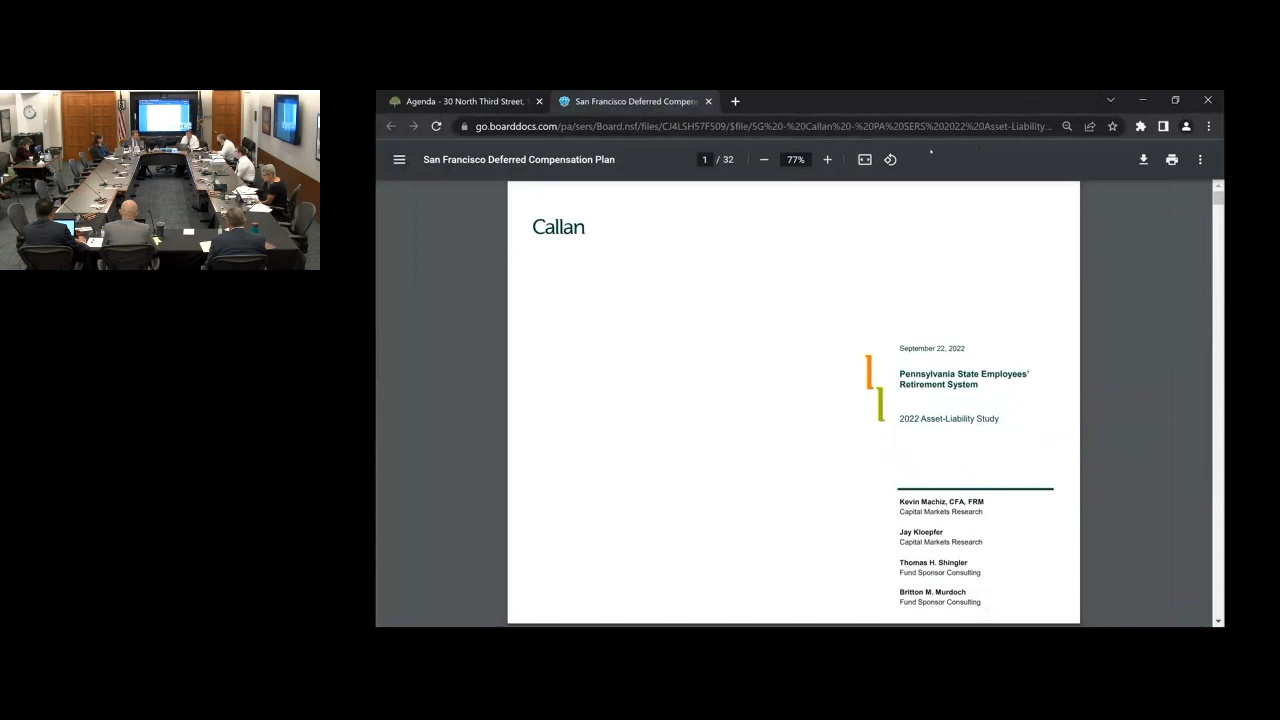 Agenda - 30 North Third Street,
San Francisco Deferred Compens
go.boarddocs.com/pa/sers/Board.nsf/files/CJ4LSH57F509/$file/5G%20-%20Callan%20-%20PA%20SERS%202022%20Asset-Liability...
San Francisco Deferred Compensation Plan
1 / 32
77%
Callan
September 22, 2022
Pennsylvania State Employees'
Retirement System
2022 Asset-Liability Study
Kevin Machiz, CFA, FRM
Capital Markets Research
Jay Kloepfer
Capital Markets Research
Thomas H. Shingler
Fund Sponsor Consulting
Britton M. Murdoch
Fund Sponsor Consulting